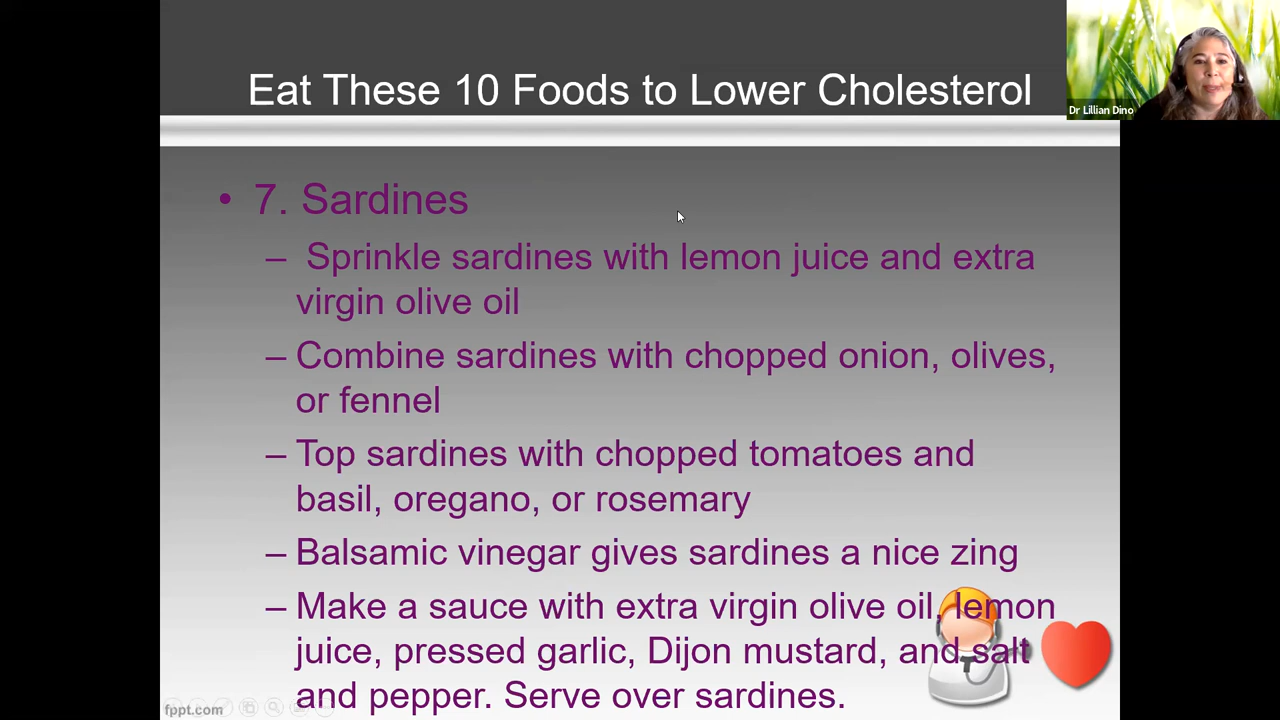 Eat These 10 Foods to Lower Cholesterol
Dr Lillian Dino
• 7. Sardines
– Sprinkle sardines with lemon juice and extra
virgin olive oil
– Combine sardines with chopped onion, olives,
or fennel
– Top sardines with chopped tomatoes and
basil, oregano, or rosemary
– Balsamic vinegar gives sardines a nice zing
– Make a sauce with extra virgin olive oil, lemon
juice, pressed garlic, Dijon mustard, and salt
and pepper. Serve over sardines.
fppt.com